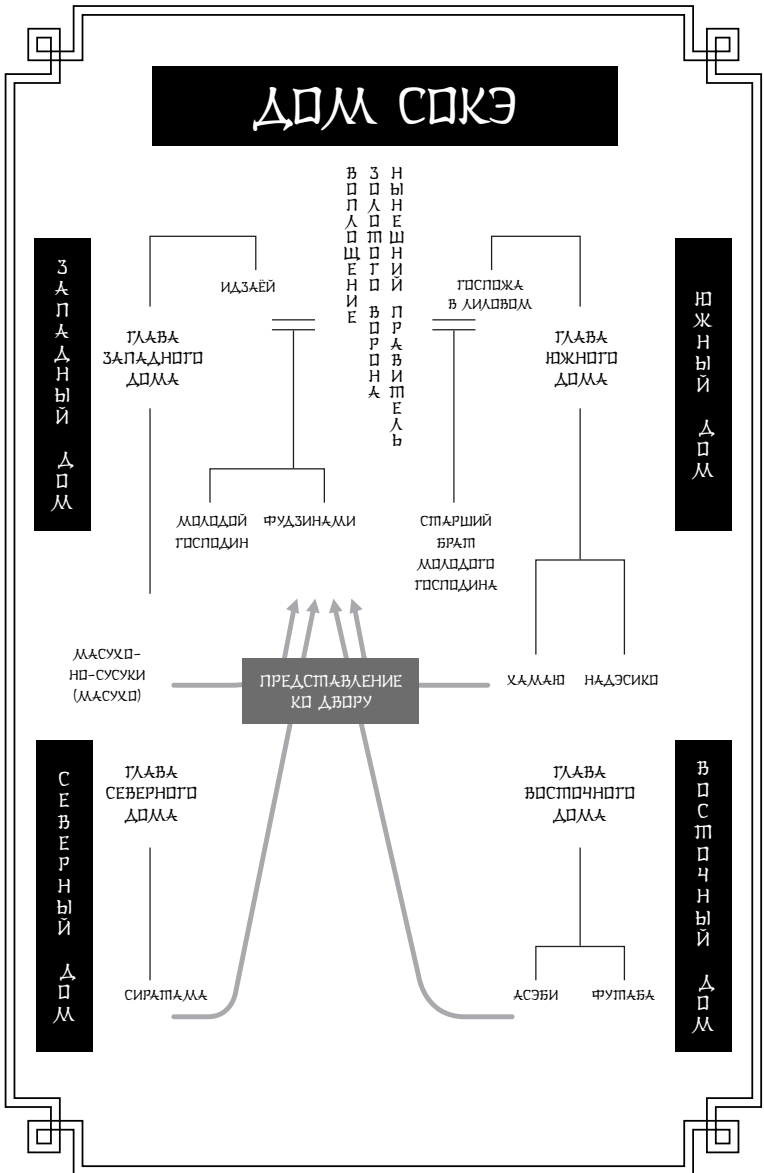 ДОМ СОКЭ
НЫНЕШНИЙ ПРАВИТЕЛЬ
ЗОЛОТОГО ВОРОНА
ВОПЛОЩЕНИЕ
ЗАПАДНЫЙ ДОМ
ИДЗАЁЙ
ГЛАВА
ЗАПАДНОГО
ДОМА
ГОСПОЖА
В ЛИЛОВОМ
ГЛАВА
ЮЖНОГО
ДОМА
ЮЖНЫЙ ДОМ
МОЛОДОЙ
ГОСПОДИН
ФУДЗИНАМИ
СТАРШИЙ
БРАТ
МОЛОДОГО
ГОСПОДИНА
МАСУХО-
НО-СУСУКИ
(МАСУХО)
ПРЕДСТАВЛЕНИЕ
КО ДВОРУ
ХАМАЮ
НАДЭСИКО
СЕВЕРНЫЙ ДОМ
ГЛАВА
СЕВЕРНОГО
ДОМА
СИРАТАМА
ГЛАВА
ВОСТОЧНОГО
ДОМА
АСЭБИ
ФУТАБА
ВОСТОЧНЫЙ ДОМ